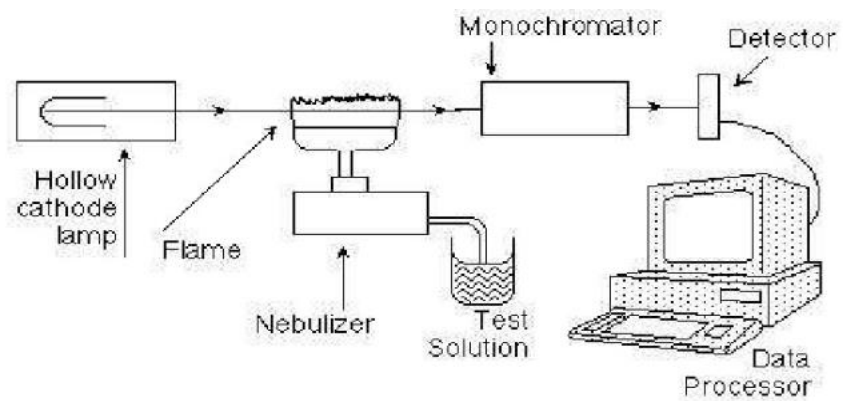 Monochromator
Detector
Hollow
cathode
lamp
Flame
Nebulizer
Test
Solution
Data
Processor